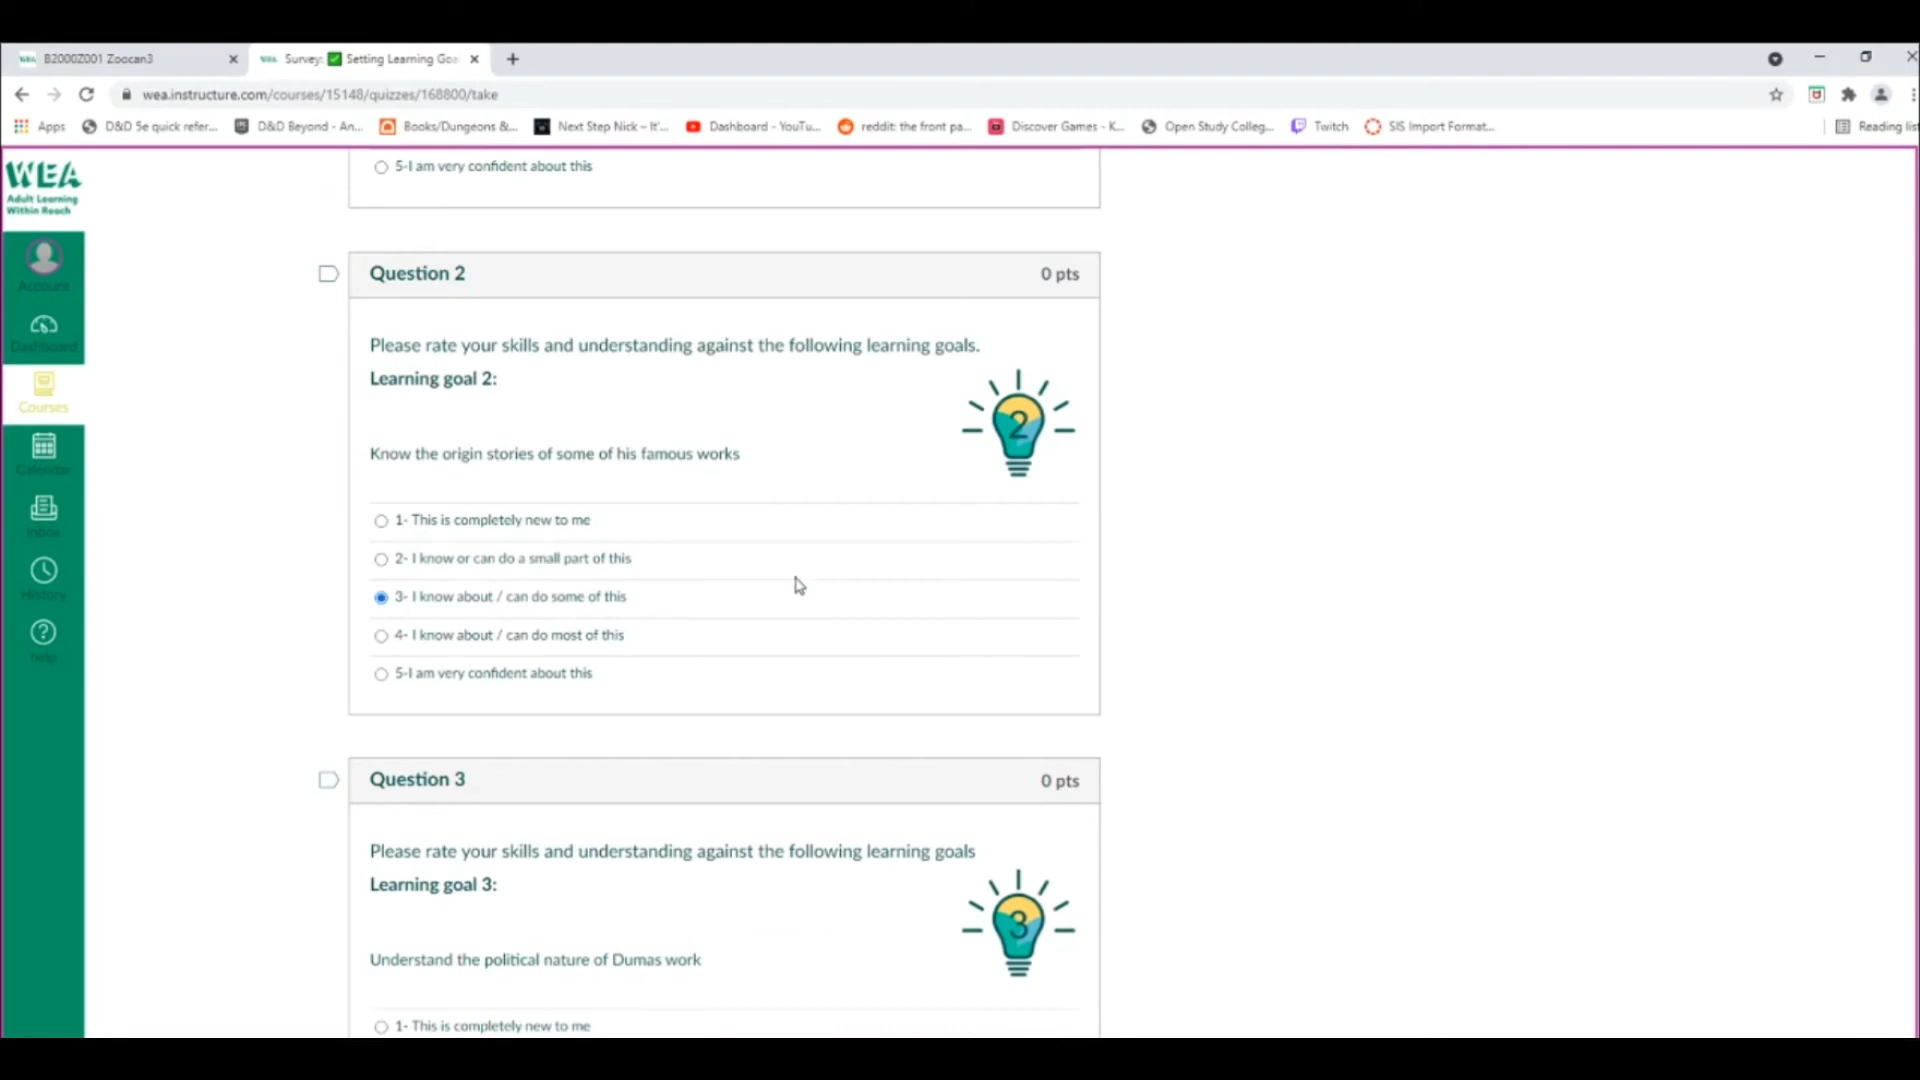 B2000Z001 Zoocan3
Survey: ✅ Setting Learning Goa
wea.instructure.com/courses/15148/quizzes/168800/take
Apps
D&D 5e quick refer...
D&D Beyond - An...
Books/Dungeons &...
Next Step Nick – It'...
Dashboard - YouTu...
reddit: the front pa...
Discover Games - K...
Open Study Colleg...
Twitch
SIS Import Format...
Reading list
WEA
Adult Learning
Within Reach
Account
Dashboard
Courses
Calendar
Inbox
History
help
5-I am very confident about this
Question 2
0 pts
Please rate your skills and understanding against the following learning goals.
Learning goal 2:
2
Know the origin stories of some of his famous works
1- This is completely new to me
2- I know or can do a small part of this
3- I know about / can do some of this
4- I know about / can do most of this
5-I am very confident about this
Question 3
0 pts
Please rate your skills and understanding against the following learning goals
Learning goal 3:
3
Understand the political nature of Dumas work
1- This is completely new to me